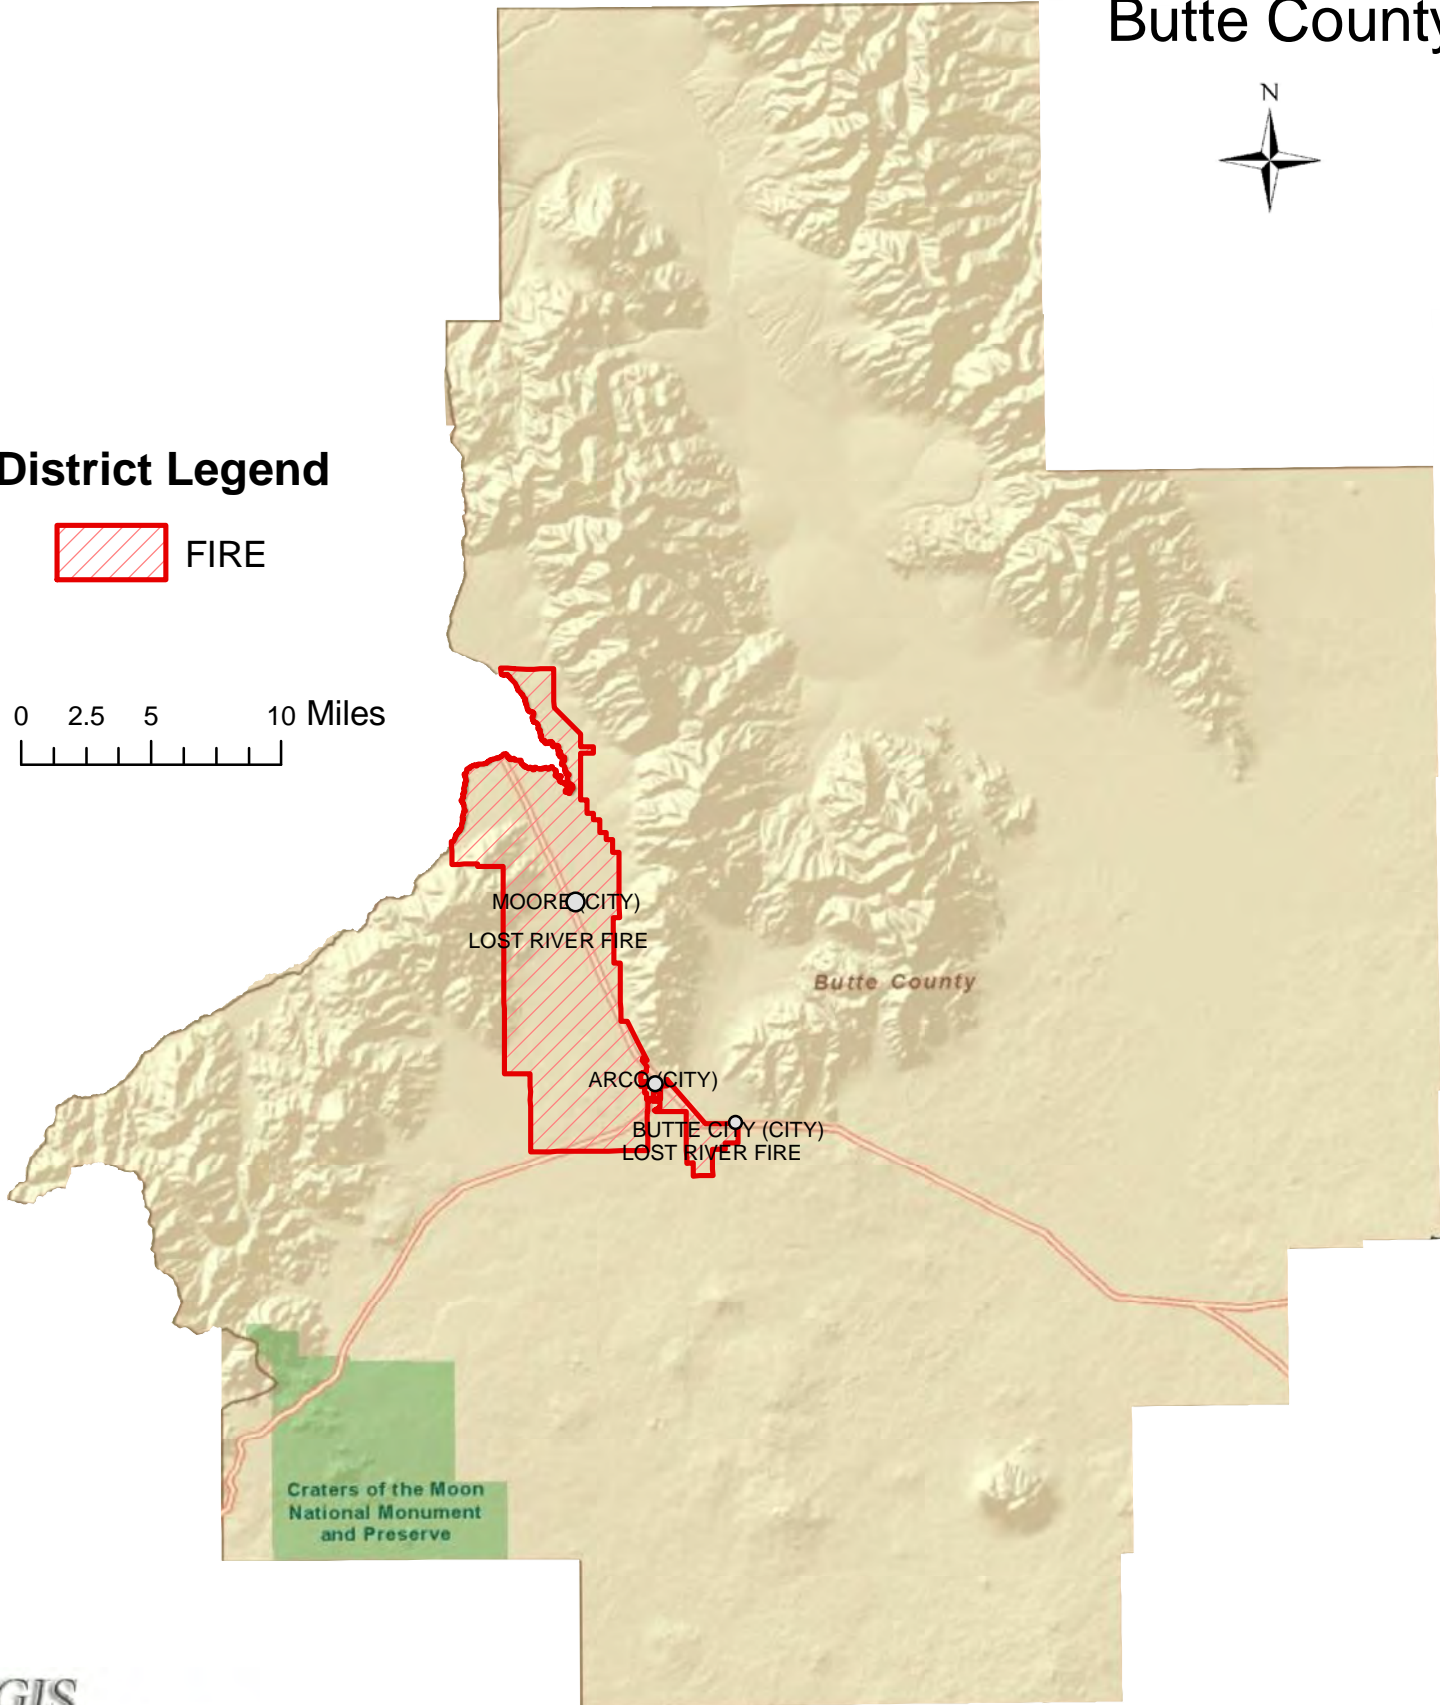 Butte County
N
District Legend
FIRE
0 2.5 5 10 Miles
MOORE (CITY)
LOST RIVER FIRE
Butte County
ARCO (CITY)
BUTTE CITY (CITY)
LOST RIVER FIRE
Craters of the Moon
National Monument
and Preserve
GIS